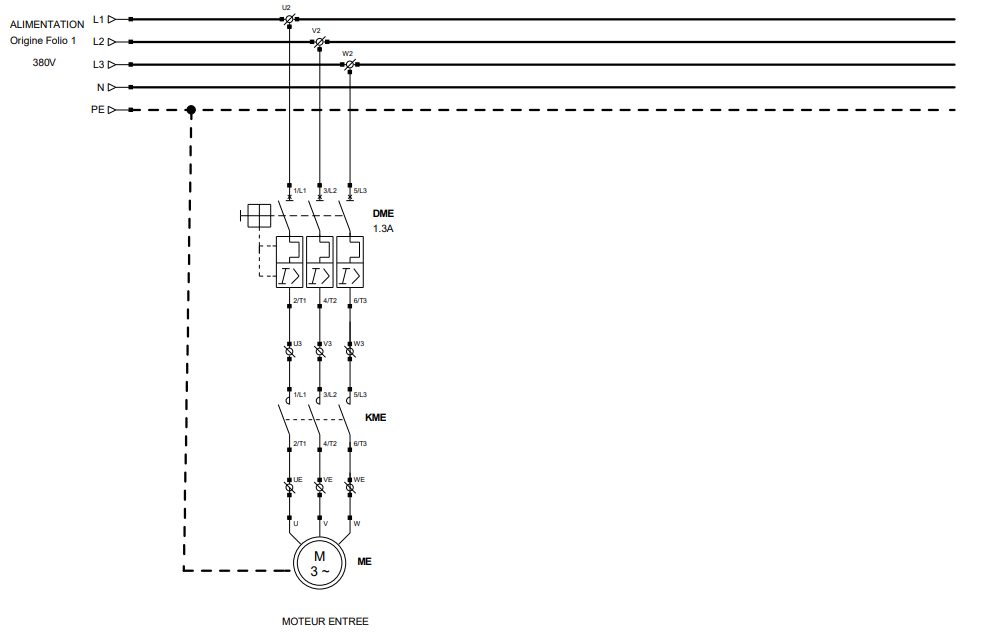 U2
ALIMENTATION
L1
Origine Folio 1
V2
L2
W2
380V
L3
N
PE
1/L1 3/L2 5/L3
DME
1.3A
2/T1 4/T2 6/T3
U3 V3 W3
1/L1 3/L2 5/L3
KME
2/T1 4/T2 6/T3
UE VE WE
U V W
M
3 ~
ME
MOTEUR ENTREE